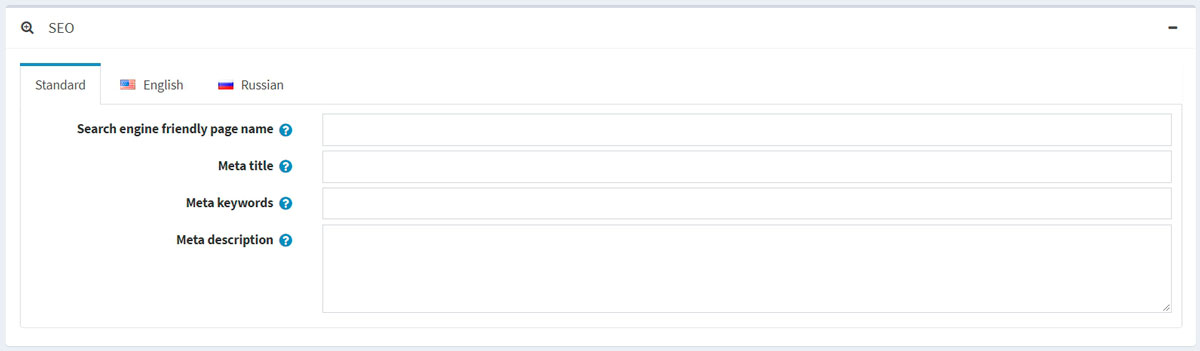 SEO
Standard English Russian
Search engine friendly page name ?
Meta title ?
Meta keywords ?
Meta description ?